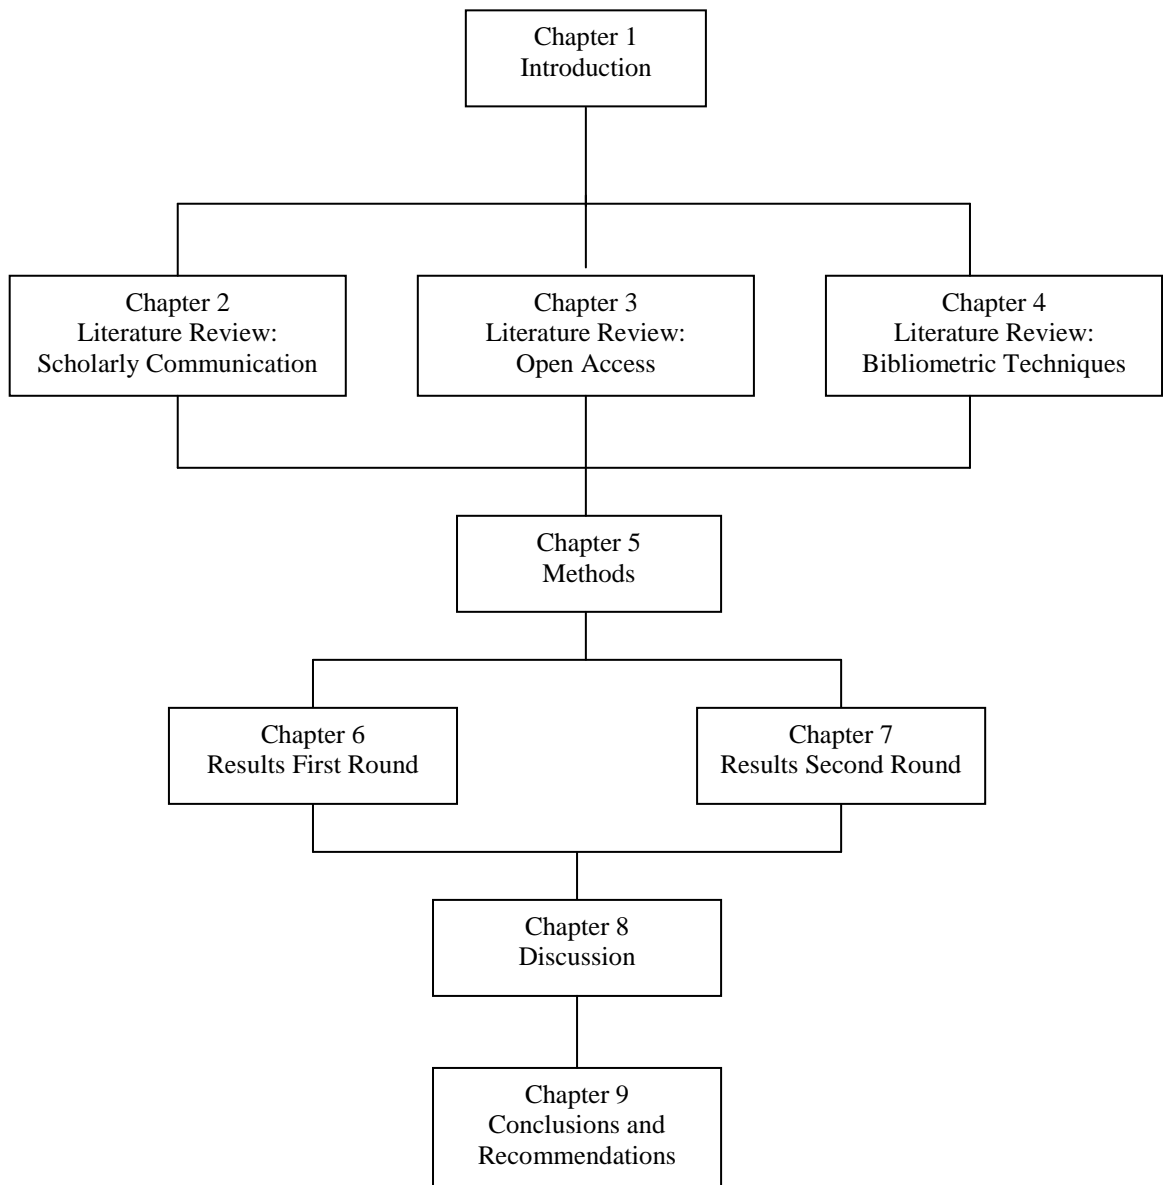 Chapter 1
Introduction
Chapter 2
Literature Review:
Scholarly Communication
Chapter 3
Literature Review:
Open Access
Chapter 4
Literature Review:
Bibliometric Techniques
Chapter 5
Methods
Chapter 6
Results First Round
Chapter 7
Results Second Round
Chapter 8
Discussion
Chapter 9
Conclusions and
Recommendations